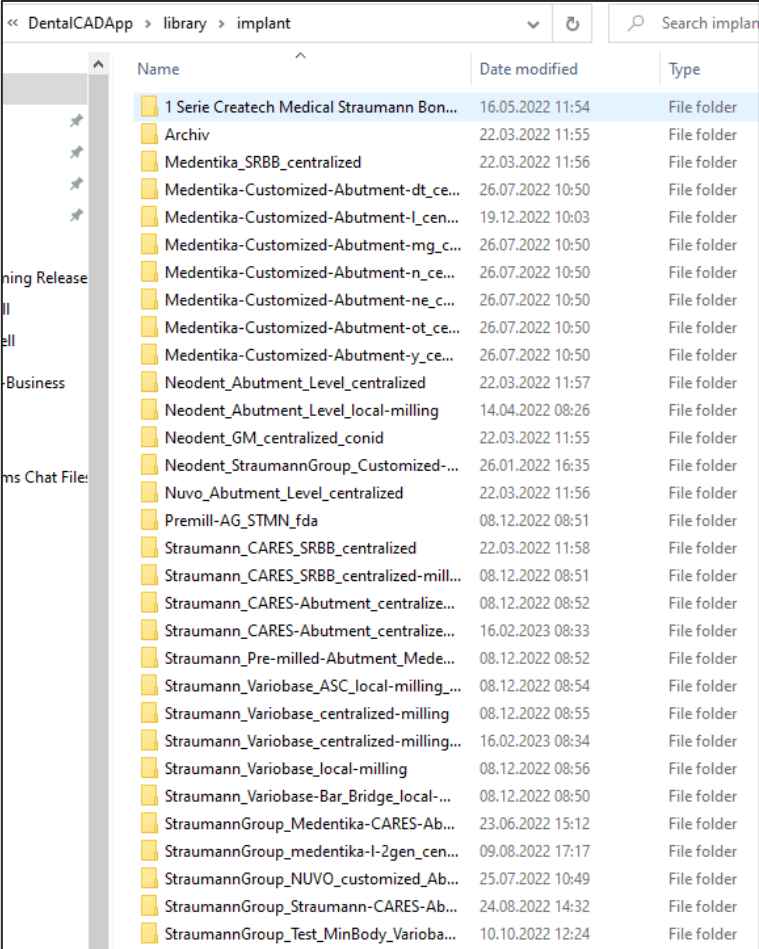 « DentalCADApp > library > implant Search implan
Name Date modified Type
1 Serie Createch Medical Straumann Bon... 16.05.2022 11:54 File folder
Archiv 22.03.2022 11:55 File folder
Medentika_SRBB_centralized 22.03.2022 11:56 File folder
Medentika-Customized-Abutment-dt_ce... 26.07.2022 10:50 File folder
Medentika-Customized-Abutment-l_cen... 19.12.2022 10:03 File folder
Medentika-Customized-Abutment-mg_c... 26.07.2022 10:50 File folder
Medentika-Customized-Abutment-n_ce... 26.07.2022 10:50 File folder
ning Release
Medentika-Customized-Abutment-ne_c... 26.07.2022 10:50 File folder
ll
Medentika-Customized-Abutment-ot_ce... 26.07.2022 10:50 File folder
ell
Medentika-Customized-Abutment-y_ce... 26.07.2022 10:50 File folder
-Business
Neodent_Abutment_Level_centralized 22.03.2022 11:57 File folder
Neodent_Abutment_Level_local-milling 14.04.2022 08:26 File folder
Neodent_GM_centralized_conid 22.03.2022 11:55 File folder
Neodent_StraumannGroup_Customized-... 26.01.2022 16:35 File folder
ms Chat Files
Nuvo_Abutment_Level_centralized 22.03.2022 11:56 File folder
Premill-AG_STMN_fda 08.12.2022 08:51 File folder
Straumann_CARES_SRBB_centralized 22.03.2022 11:58 File folder
Straumann_CARES_SRBB_centralized-mill... 08.12.2022 08:51 File folder
Straumann_CARES-Abutment_centralize... 08.12.2022 08:52 File folder
Straumann_CARES-Abutment_centralize... 16.02.2023 08:33 File folder
Straumann_Pre-milled-Abutment_Mede... 08.12.2022 08:52 File folder
Straumann_Variobase_ASC_local-milling_... 08.12.2022 08:54 File folder
Straumann_Variobase_centralized-milling 08.12.2022 08:55 File folder
Straumann_Variobase_centralized-milling... 16.02.2023 08:34 File folder
Straumann_Variobase_local-milling 08.12.2022 08:56 File folder
Straumann_Variobase-Bar_Bridge_local-... 08.12.2022 08:50 File folder
StraumannGroup_Medentika-CARES-Ab... 23.06.2022 15:12 File folder
StraumannGroup_medentika-I-2gen_cen... 09.08.2022 17:17 File folder
StraumannGroup_NUVO_customized_Ab... 25.07.2022 10:49 File folder
StraumannGroup_Straumann-CARES-Ab... 24.08.2022 14:32 File folder
StraumannGroup_Test_MinBody_Varioba... 10.10.2022 12:24 File folder